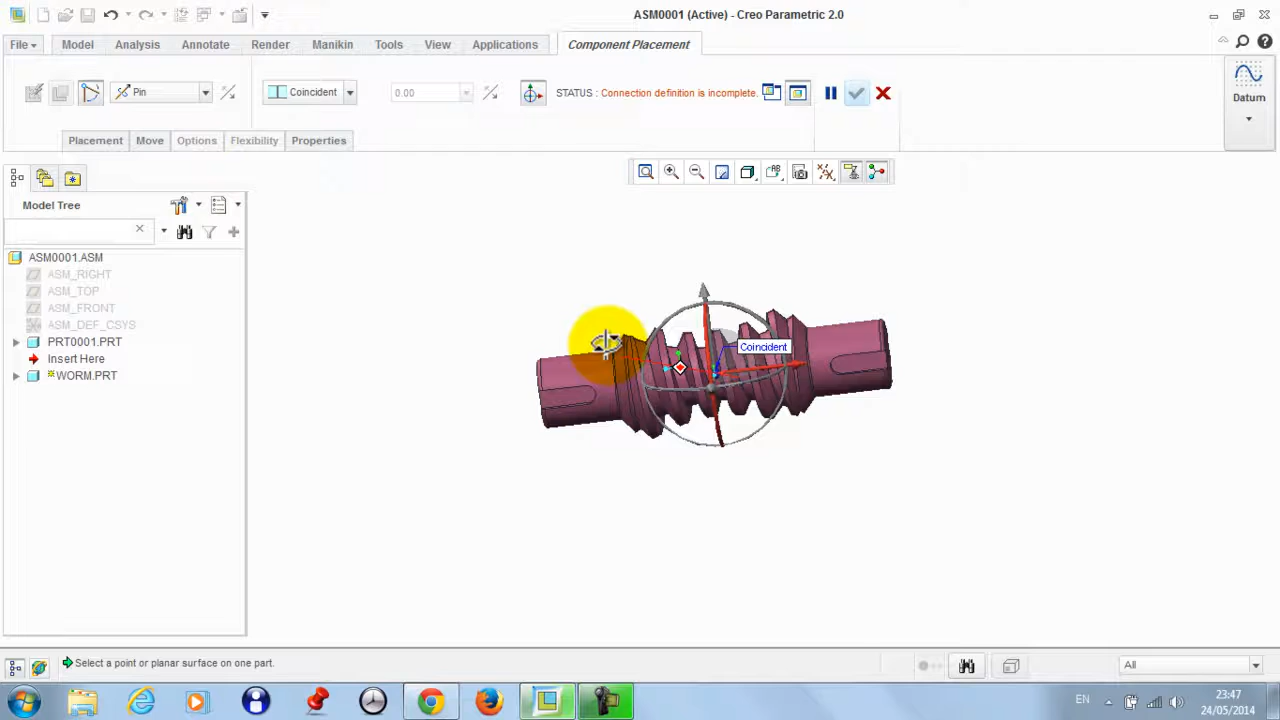 ASM0001 (Active) - Creo Parametric 2.0
File Model Analysis Annotate Render Manikin Tools View Applications Component Placement
Pin Coincident 0.00 STATUS : Connection definition is incomplete.
Datum
Placement Move Options Flexibility Properties
Model Tree
ASM0001.ASM
ASM_RIGHT
ASM_TOP
ASM_FRONT
ASM_DEF_CSYS
PRT0001.PRT
Insert Here
WORM.PRT
Coincident
Select a point or planar surface on one part.
All
EN
23:47
24/05/2014